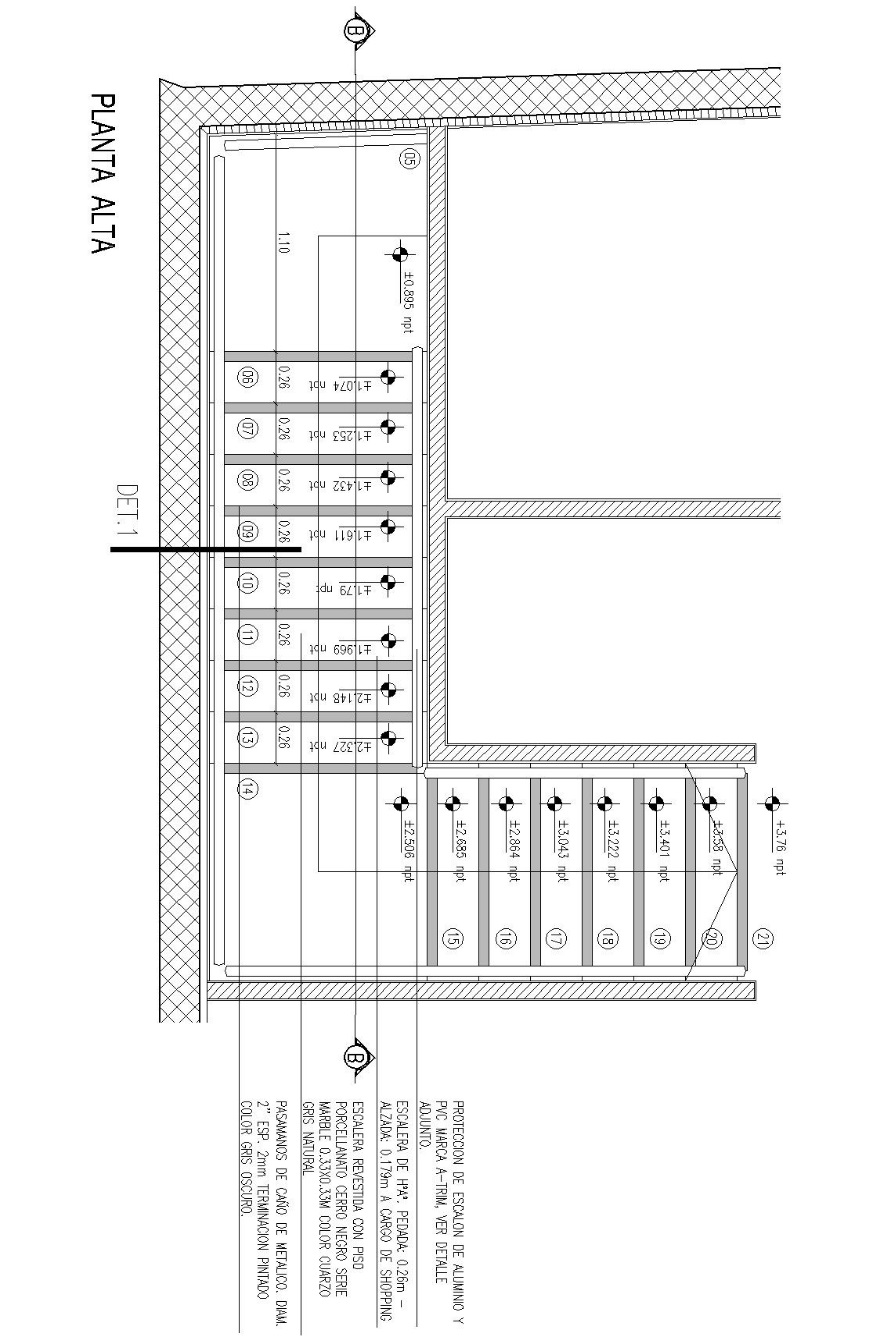 PLANTA ALTA
B
05
±0.895 npt
1.10
0.26
0.26
0.26
0.26
0.26
0.26
0.26
0.26
06
07
08
09
10
11
12
13
14
±1.074 npt
±1.253 npt
±1.432 npt
±1.611 npt
±1.79 npt
±1.969 npt
±2.148 npt
±2.327 npt
DET.1
±2.506 npt
±2.685 npt
±2.864 npt
±3.043 npt
±3.222 npt
±3.401 npt
±3.58 npt
+3.76 npt
15
16
17
18
19
20
21
B
PROTECCION DE ESCALON DE ALUMINIO Y
PVC MARCA A-TRIM, VER DETALLE
ADJUNTO.
ESCALERA DE HºAº. PEDADA: 0.26m -
ALZADA: 0.179m A CARGO DE SHOPPING
ESCALERA REVESTIDA CON PISO
PORCELLANATO CERRO NEGRO SERIE
MARBLE 0.33X0.33M COLOR CUARZO
GRIS NATURAL
PASAMANOS DE CAÑO DE METALICO. DIAM.
2" ESP. 2mm TERMINACION PINTADO
COLOR GRIS OSCURO.